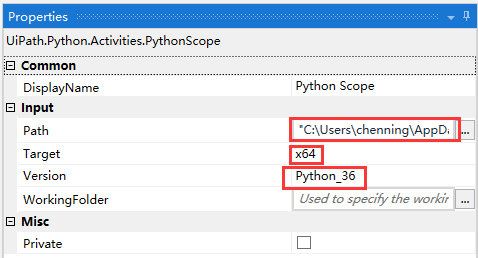 Properties
UiPath.Python.Activities.PythonScope
Common
DisplayName Python Scope
Input
Path "C:\Users\chenning\AppDa ...
Target x64
Version Python_36
WorkingFolder Used to specify the workin ...
Misc
Private